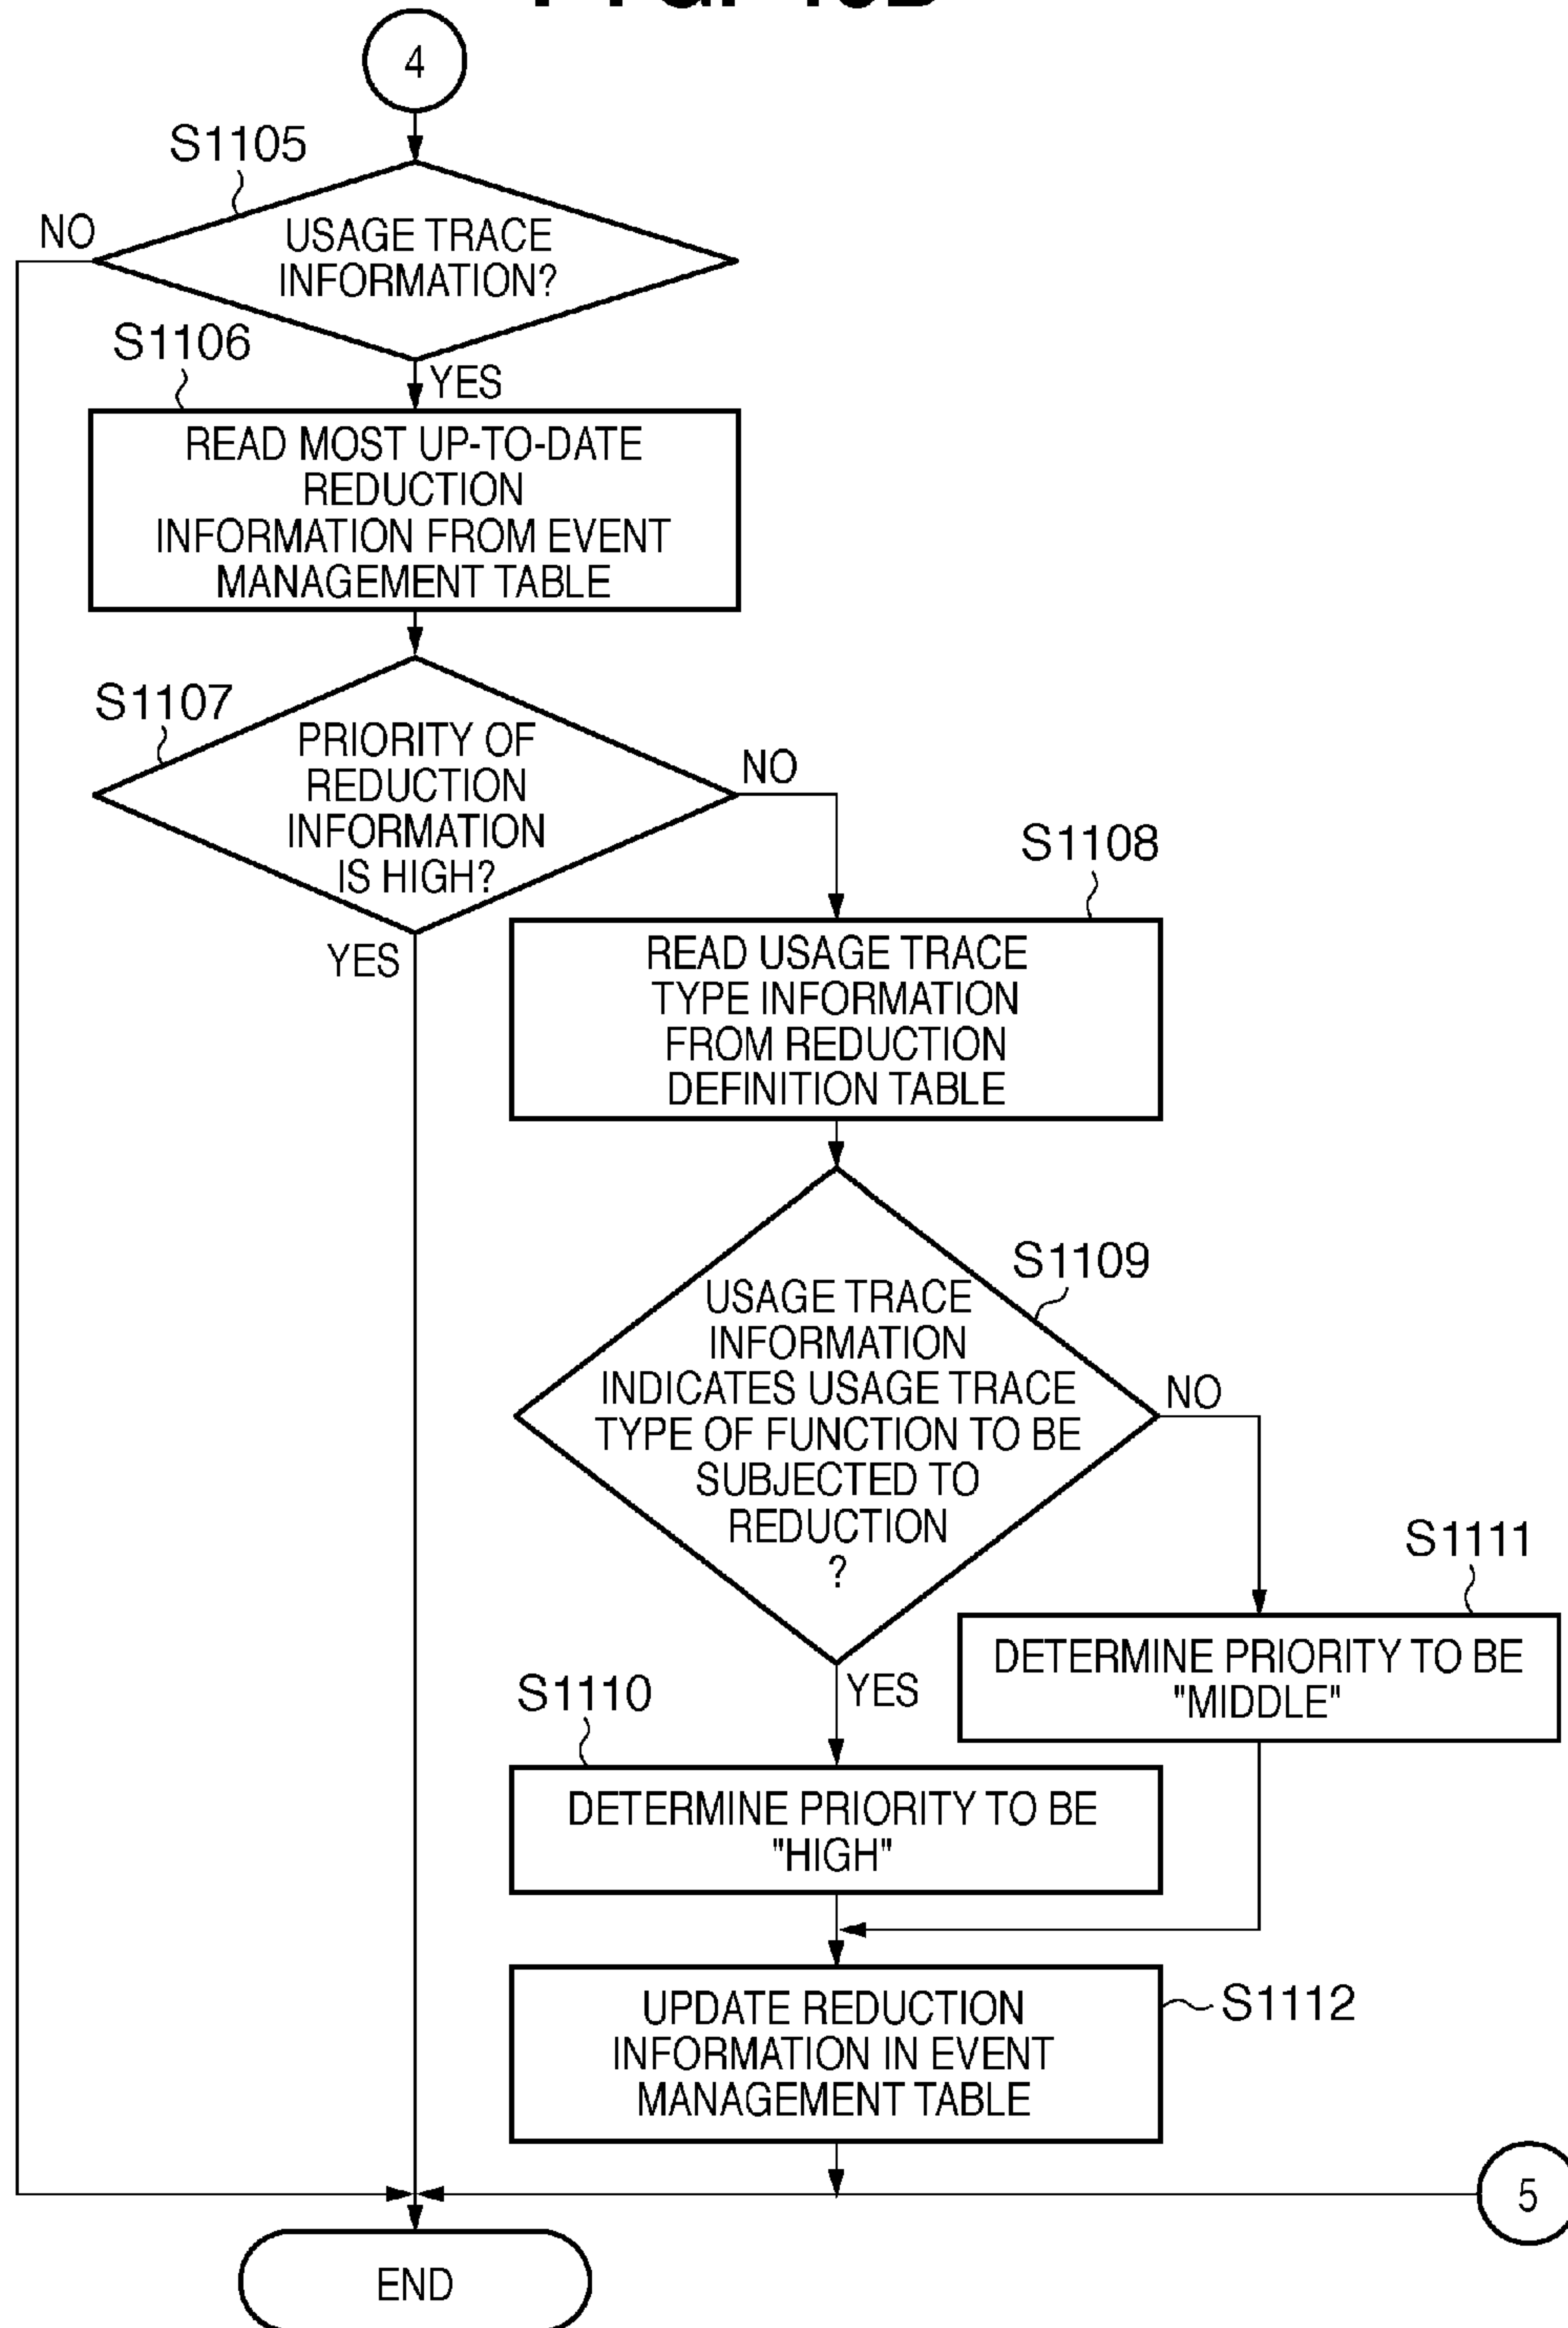 4
S1105
NO
USAGE TRACE
INFORMATION?
S1106
YES
READ MOST UP-TO-DATE
REDUCTION
INFORMATION FROM EVENT
MANAGEMENT TABLE
S1107
PRIORITY OF
REDUCTION
INFORMATION
IS HIGH?
NO
YES
S1108
READ USAGE TRACE
TYPE INFORMATION
FROM REDUCTION
DEFINITION TABLE
S1109
USAGE TRACE
INFORMATION
INDICATES USAGE TRACE
TYPE OF FUNCTION TO BE
SUBJECTED TO
REDUCTION
?
NO
S1111
DETERMINE PRIORITY TO BE
"MIDDLE"
YES
S1110
DETERMINE PRIORITY TO BE
"HIGH"
UPDATE REDUCTION
INFORMATION IN EVENT
MANAGEMENT TABLE
S1112
5
END